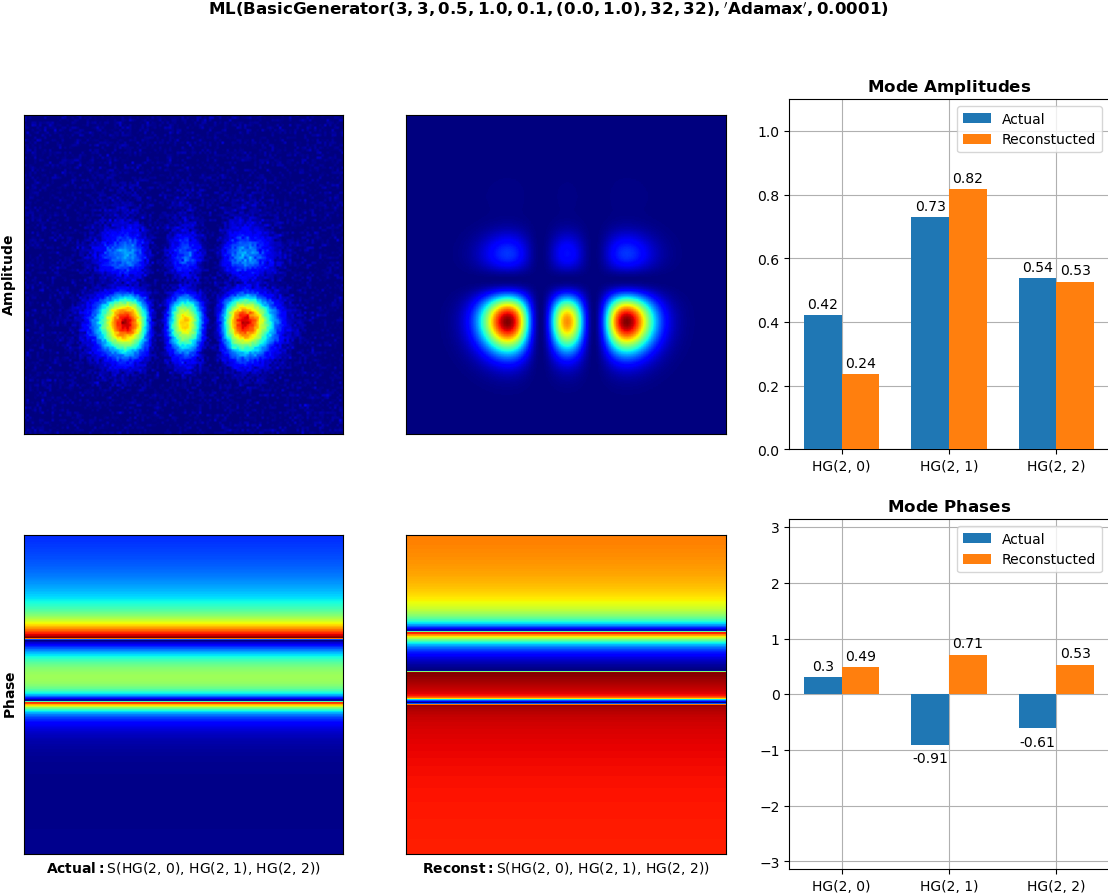 ML(BasicGenerator(3, 3, 0.5, 1.0, 0.1, (0.0, 1.0), 32, 32), 'Adamax', 0.0001)
Amplitude
Mode Amplitudes
Actual
Reconstucted
1.0
0.8
0.6
0.4
0.2
0.0
0.42
0.24
0.73
0.82
0.54
0.53
HG(2, 0)
HG(2, 1)
HG(2, 2)
Phase
Actual: S(HG(2, 0), HG(2, 1), HG(2, 2))
Reconst: S(HG(2, 0), HG(2, 1), HG(2, 2))
Mode Phases
Actual
Reconstucted
3
2
1
0
−1
−2
−3
0.3
0.49
-0.91
0.71
-0.61
0.53
HG(2, 0)
HG(2, 1)
HG(2, 2)